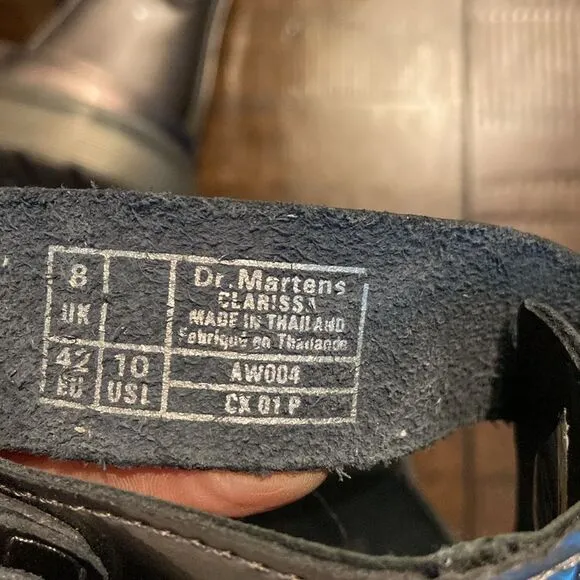 8
UK
42
EU
10
USL
Dr. Martens
CLARISSA
MADE IN THAILAND
Fabriqué en Thaïlande
AW004
CX 01 P